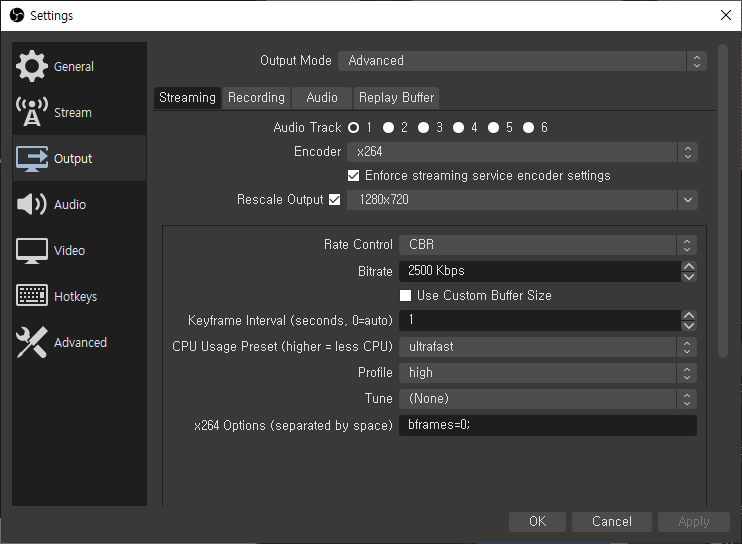 Settings
General
Stream
Output
Audio
Video
Hotkeys
Advanced
Output Mode Advanced
Streaming Recording Audio Replay Buffer
Audio Track 1 2 3 4 5 6
Encoder x264
Enforce streaming service encoder settings
Rescale Output 1280x720
Rate Control CBR
Bitrate 2500 Kbps
Use Custom Buffer Size
Keyframe Interval (seconds, 0=auto) 1
CPU Usage Preset (higher = less CPU) ultrafast
Profile high
Tune (None)
x264 Options (separated by space) bframes=0;
OK Cancel Apply